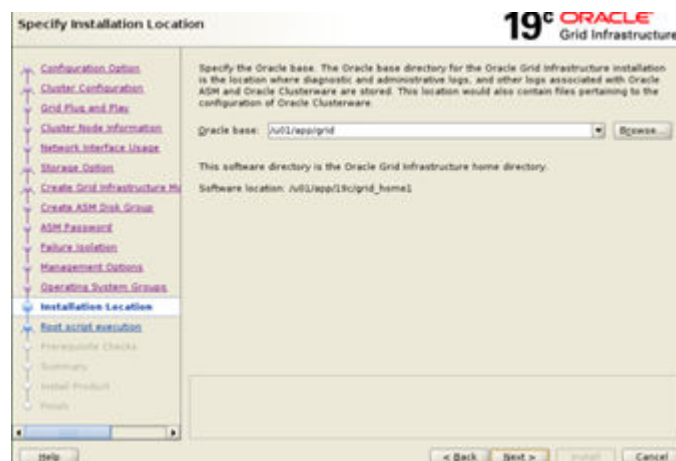 Specify Installation Location
19c ORACLE
Grid Infrastructure
Configuration Option
Cluster Configuration
Grid Plug and Play
Cluster Node Information
Network Interface Usage
Storage Option
Create Grid Infrastructure Ma
Create ASM Disk Group
ASM Password
Failure Isolation
Management Options
Operating System Groups
Installation Location
Root script execution
Prerequisite Checks
Summary
Install Product
Finish
Specify the Oracle base. The Oracle base directory for the Oracle Grid Infrastructure installation
is the location where diagnostic and administrative logs, and other logs associated with Oracle
ASM and Oracle Clusterware are stored. This location would also contain files pertaining to the
configuration of Oracle Clusterware.
Oracle base: /u01/app/grid
Browse...
This software directory is the Oracle Grid Infrastructure home directory.
Software location: /u01/app/19c/grid_home1
Help
< Back
Next >
Install
Cancel